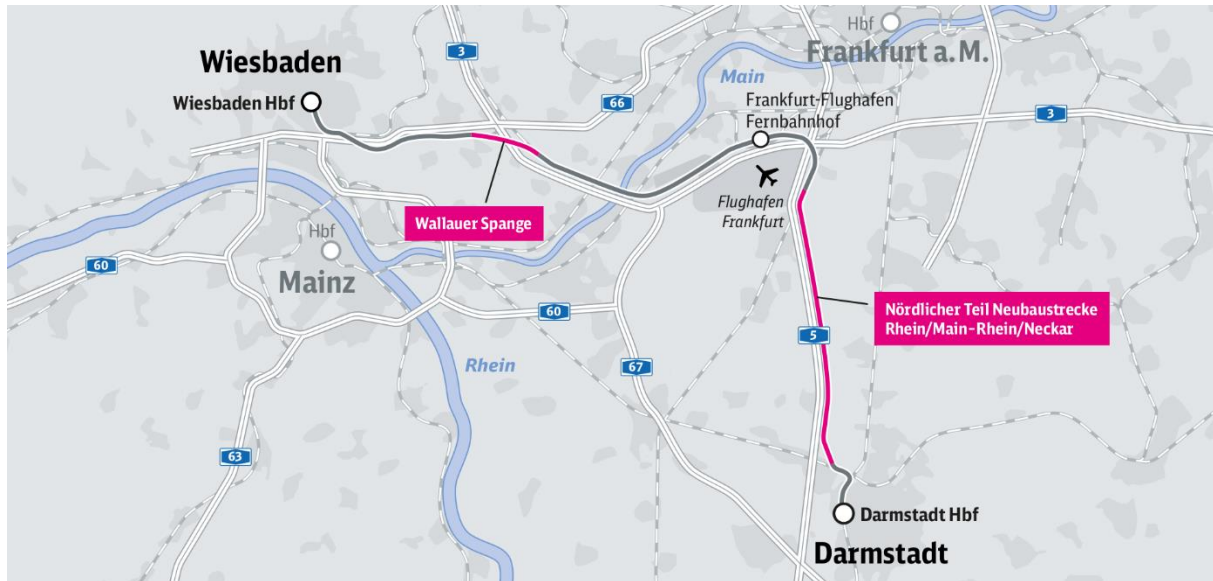 Hbf
Frankfurt a.M.
Wiesbaden
3
Main
Wiesbaden Hbf
66
Frankfurt-Flughafen
Fernbahnhof
3
Flughafen
Frankfurt
Wallauer Spange
Hbf
Mainz
60
60
Nördlicher Teil Neubaustrecke
Rhein/Main–Rhein/Neckar
5
Rhein
67
63
Darmstadt Hbf
Darmstadt